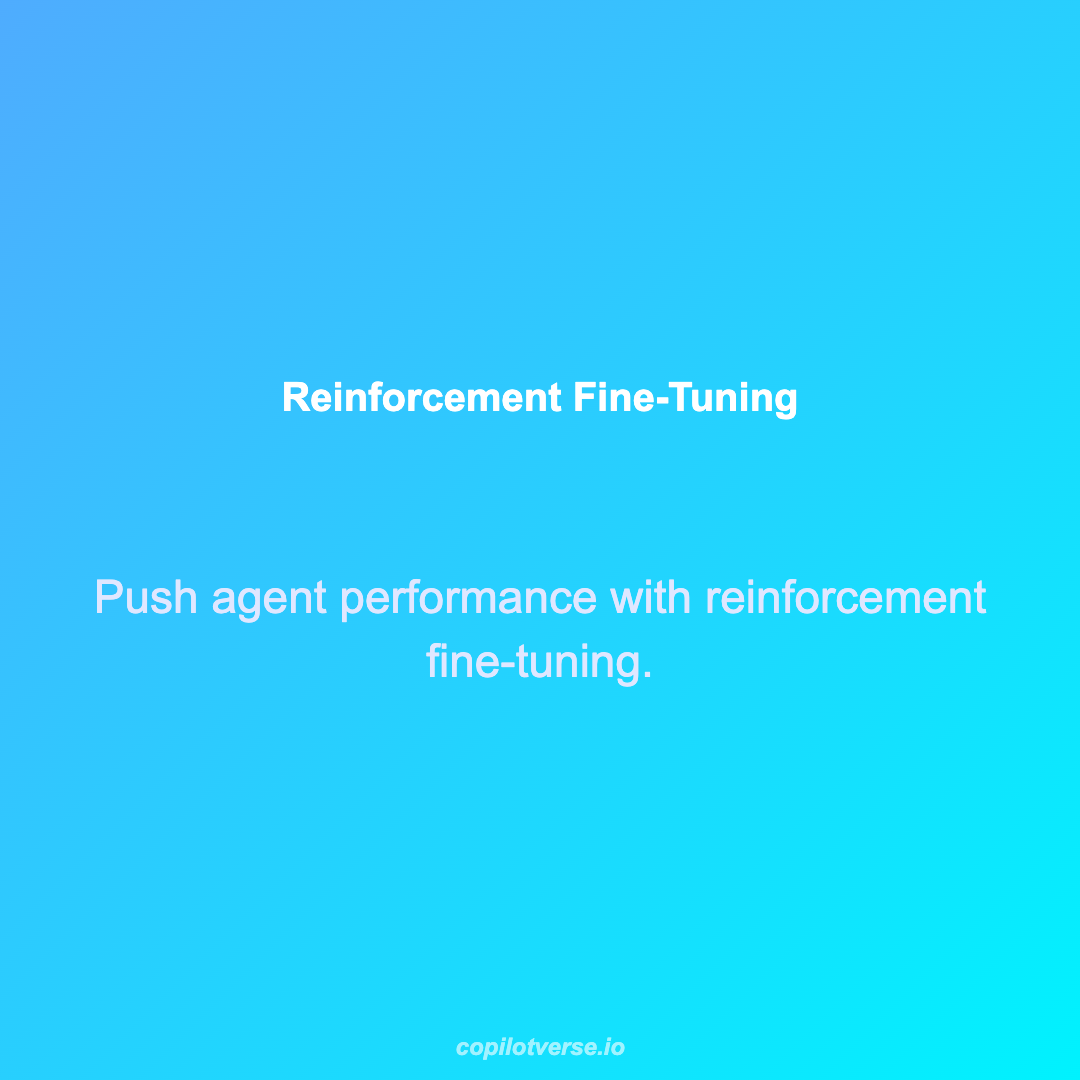 Reinforcement Fine-Tuning
Push agent performance with reinforcement
fine-tuning.
copilotverse.io